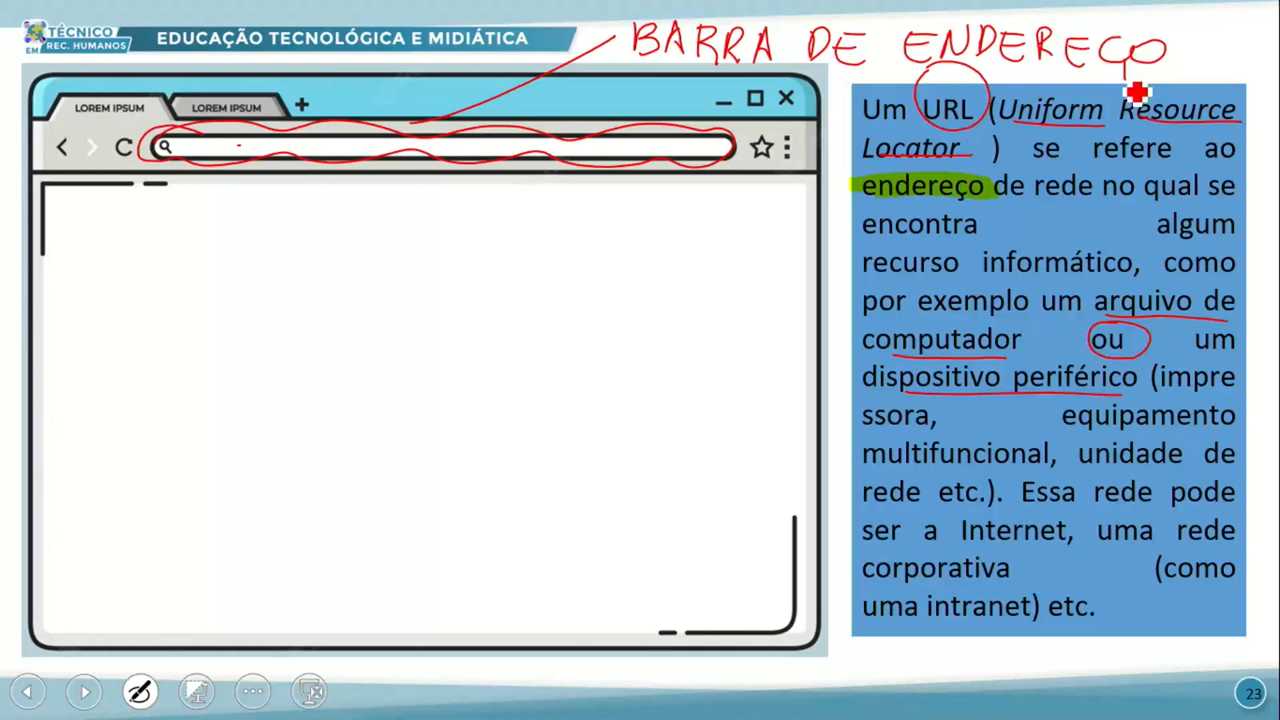 TÉCNICO
EM REC. HUMANOS
EDUCAÇÃO TECNOLÓGICA E MIDIÁTICA
BARRA DE ENDEREÇO
LOREM IPSUM
LOREM IPSUM
Um URL (Uniform Resource
Locator ) se refere ao
endereço de rede no qual se
encontra algum
recurso informático, como
por exemplo um arquivo de
computador ou um
dispositivo periférico (impre
ssora, equipamento
multifuncional, unidade de
rede etc.). Essa rede pode
ser a Internet, uma rede
corporativa (como
uma intranet) etc.
23